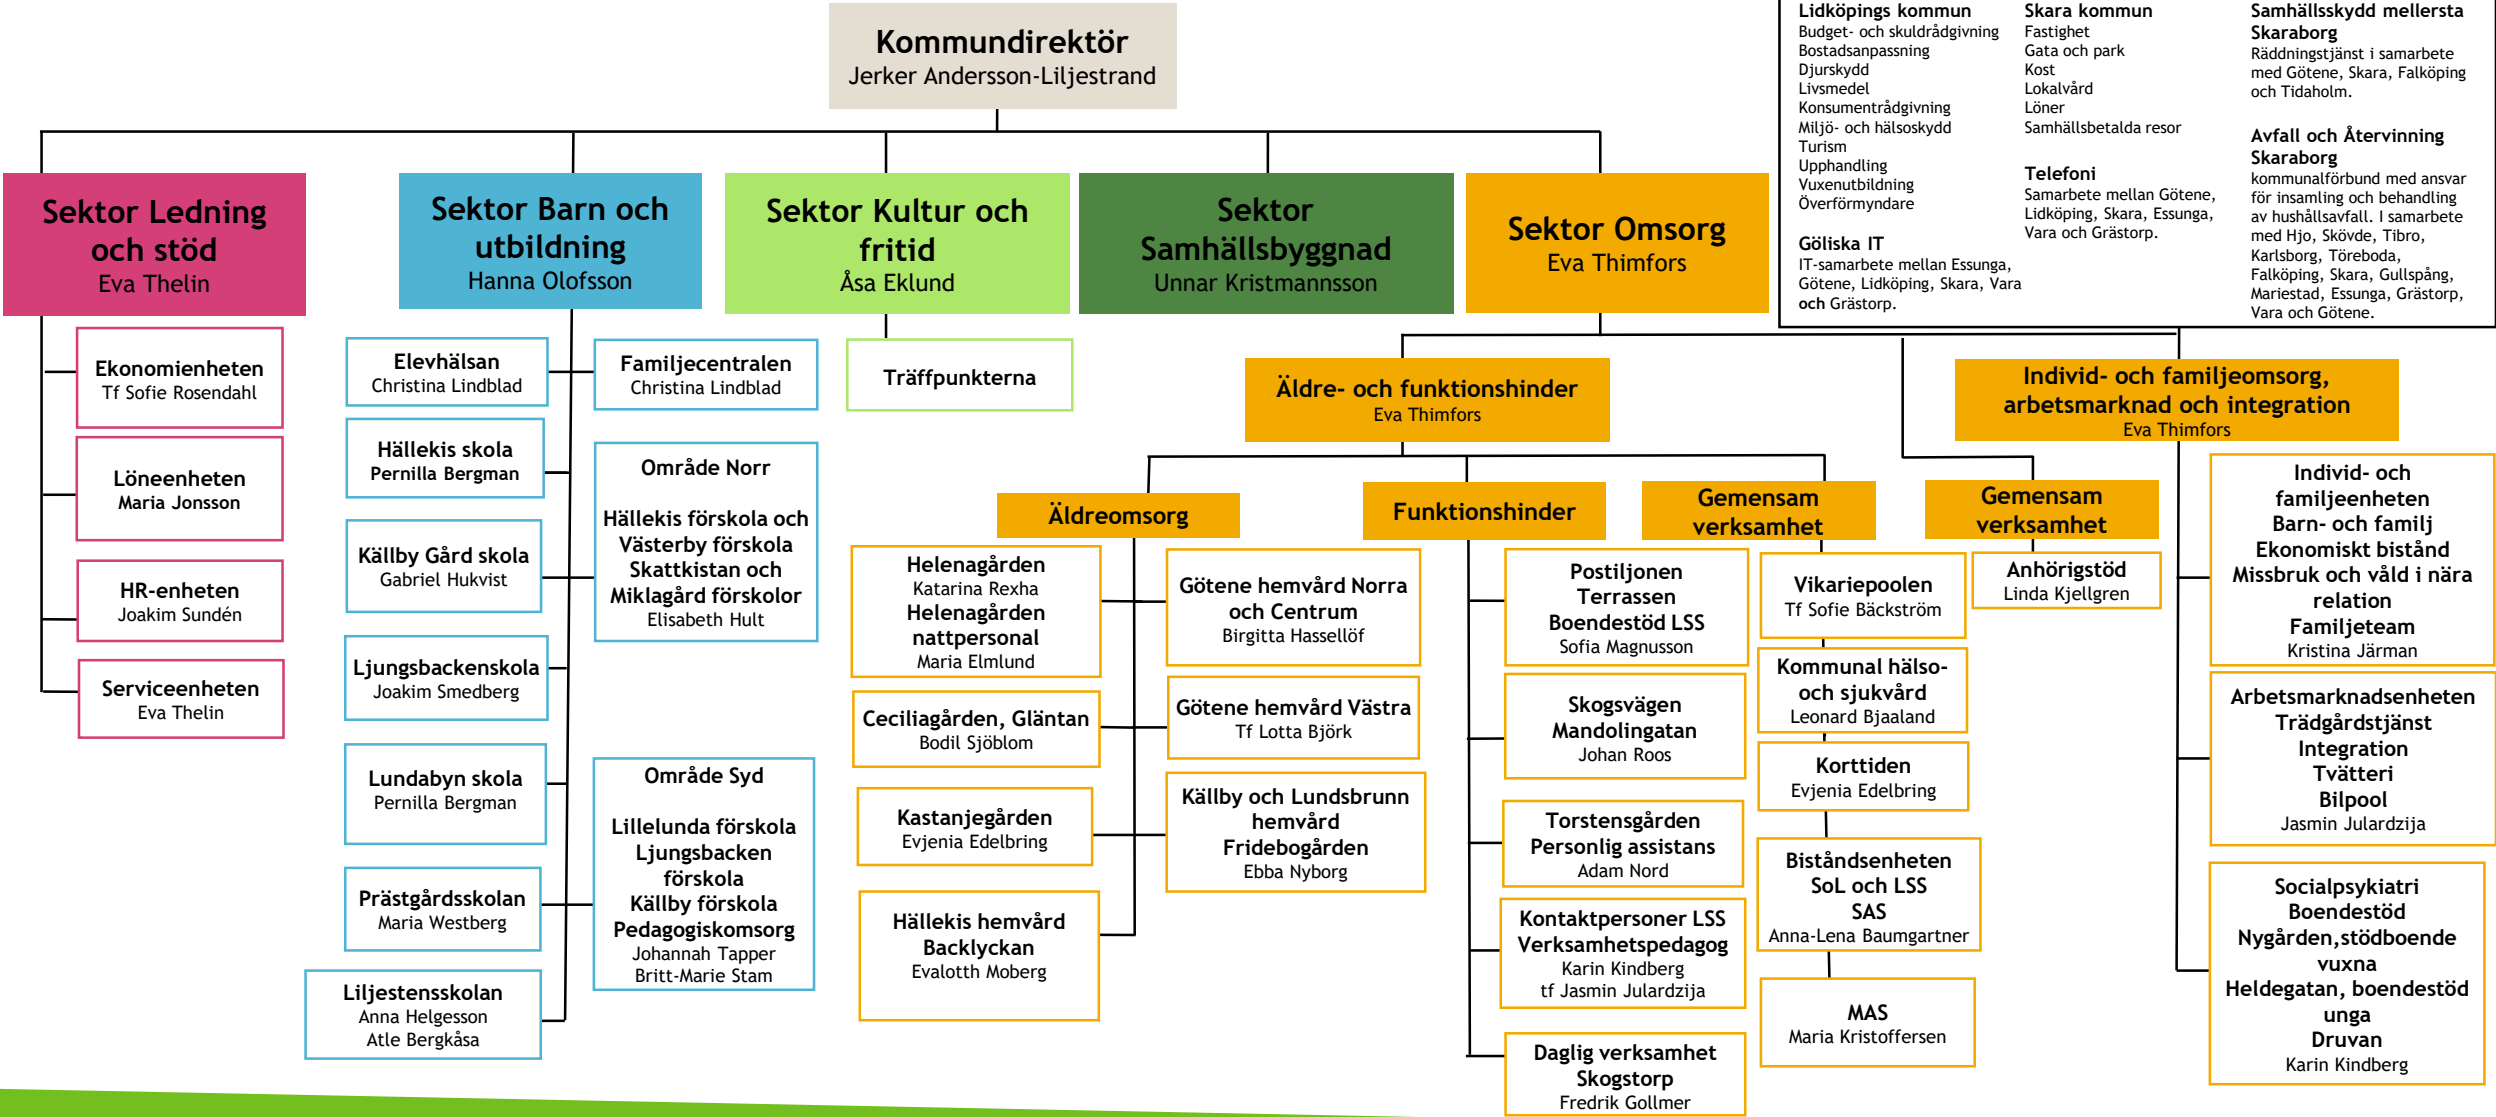 Kommundirektör
Jerker Andersson-Liljestrand
Lidköpings kommun
Budget- och skuldrådgivning
Bostadsanpassning
Djurskydd
Livsmedel
Konsumentrådgivning
Miljö- och hälsoskydd
Turism
Upphandling
Vuxenutbildning
Överförmyndare
Göliska IT
IT-samarbete mellan Essunga,
Götene, Lidköping, Skara, Vara
och Grästorp.
Skara kommun
Fastighet
Gata och park
Kost
Lokalvård
Löner
Samhällsbetalda resor
Telefoni
Samarbete mellan Götene,
Lidköping, Skara, Essunga,
Vara och Grästorp.
Samhällsskydd mellersta
Skaraborg
Räddningstjänst i samarbete
med Götene, Skara, Falköping
och Tidaholm.
Avfall och Återvinning
Skaraborg
kommunalförbund med ansvar
för insamling och behandling
av hushållsavfall. I samarbete
med Hjo, Skövde, Tibro,
Karlsborg, Töreboda,
Falköping, Skara, Gullspång,
Mariestad, Essunga, Grästorp,
Vara och Götene.
Sektor Ledning
och stöd
Eva Thelin
Ekonomienheten
Tf Sofie Rosendahl
Löneenheten
Maria Jonsson
HR-enheten
Joakim Sundén
Serviceenheten
Eva Thelin
Sektor Barn och
utbildning
Hanna Olofsson
Elevhälsan
Christina Lindblad
Familjecentralen
Christina Lindblad
Hällekis skola
Pernilla Bergman
Källby Gård skola
Gabriel Hukvist
Ljungsbackenskola
Joakim Smedberg
Lundabyn skola
Pernilla Bergman
Prästgårdsskolan
Maria Westberg
Liljestensskolan
Anna Helgesson
Atle Bergkåsa
Område Norr
Hällekis förskola och
Västerby förskola
Skattkistan och
Miklagård förskolor
Elisabeth Hult
Område Syd
Lillelunda förskola
Ljungsbacken
förskola
Källby förskola
Pedagogiskomsorg
Johannah Tapper
Britt-Marie Stam
Sektor Kultur och
fritid
Åsa Eklund
Träffpunkterna
Sektor
Samhällsbyggnad
Unnar Kristmannsson
Sektor Omsorg
Eva Thimfors
Äldre- och funktionshinder
Eva Thimfors
Äldreomsorg
Helenagården
Katarina Rexha
Helenagården
nattpersonal
Maria Elmlund
Ceciliagården, Gläntan
Bodil Sjöblom
Kastanjegården
Evjenia Edelbring
Hällekis hemvård
Backlyckan
Evalotth Moberg
Götene hemvård Norra
och Centrum
Birgitta Hassellöf
Götene hemvård Västra
Tf Lotta Björk
Källby och Lundsbrunn
hemvård
Fridebogården
Ebba Nyborg
Funktionshinder
Postiljonen
Terrassen
Boendestöd LSS
Sofia Magnusson
Skogsvägen
Mandolingatan
Johan Roos
Torstensgården
Personlig assistans
Adam Nord
Kontaktpersoner LSS
Verksamhetspedagog
Karin Kindberg
tf Jasmin Julardzija
Daglig verksamhet
Skogstorp
Fredrik Gollmer
Gemensam
verksamhet
Vikariepoolen
Tf Sofie Bäckström
Kommunal hälso-
och sjukvård
Leonard Bjaaland
Korttiden
Evjenia Edelbring
Biståndsenheten
SoL och LSS
SAS
Anna-Lena Baumgartner
MAS
Maria Kristoffersen
Gemensam
verksamhet
Anhörigstöd
Linda Kjellgren
Individ- och familjeomsorg,
arbetsmarknad och integration
Eva Thimfors
Individ- och
familjeenheten
Barn- och familj
Ekonomiskt bistånd
Missbruk och våld i nära
relation
Familjeteam
Kristina Järman
Arbetsmarknadsenheten
Trädgårdstjänst
Integration
Tvätteri
Bilpool
Jasmin Julardzija
Socialpsykiatri
Boendestöd
Nygården,stödboende
vuxna
Heldegatan, boendestöd
unga
Druvan
Karin Kindberg